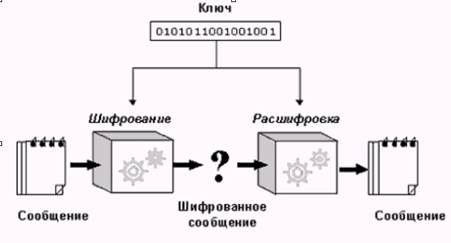 Ключ
0101011001001001
Шифрование
Расшифровка
?
Сообщение
Шифрованное
сообщение
Сообщение